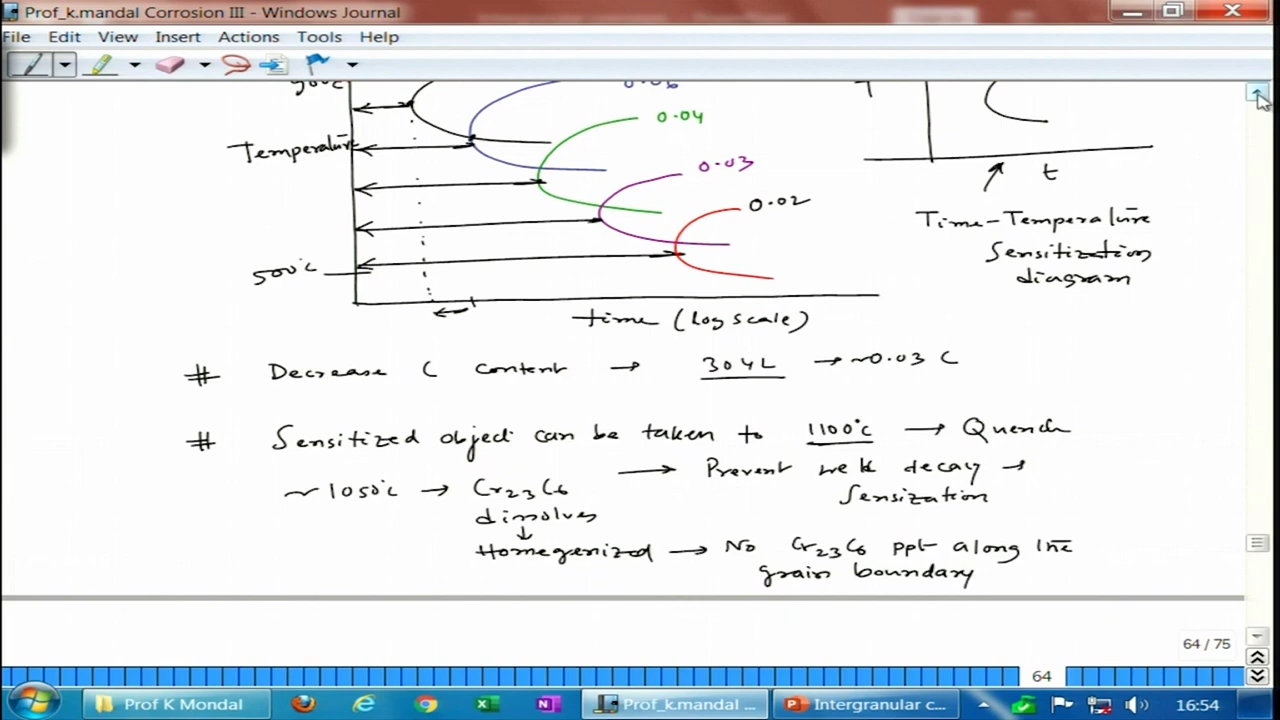 Prof_k.mandal Corrosion III - Windows Journal
File Edit View Insert Actions Tools Help
900°C
0.06
0.04
T
Temperature
0.03
t
0.02
Time-Temperature
Sensitization
diagram
500°C
time (log scale)
# Decrease C content → 304L → ~0.03 C
# Sensitized object can be taken to 1100°C → Quench
→ Prevent weld decay →
Sensization
~1050°C → Cr23C6
dissolves
↓
Homogenized → No Cr23C6 ppt along the
grain boundary
64 / 75
64
Prof K Mondal
Prof_k.mandal ...
Intergranular c...
16:54